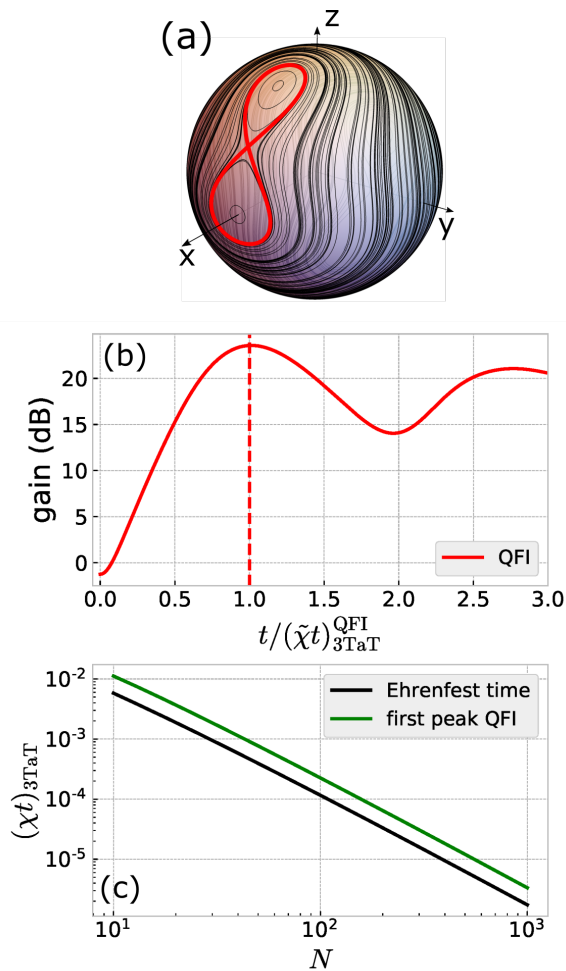 (a)
z
y
x
(b)
gain (dB)
20
15
10
5
0
QFI
0.0 0.5 1.0 1.5 2.0 2.5 3.0
t/(χ̃t)^QFI_3TaT
(χt)_3TaT
10^-2
10^-3
10^-4
10^-5
Ehrenfest time
first peak QFI
(c)
10^1 10^2 10^3
N